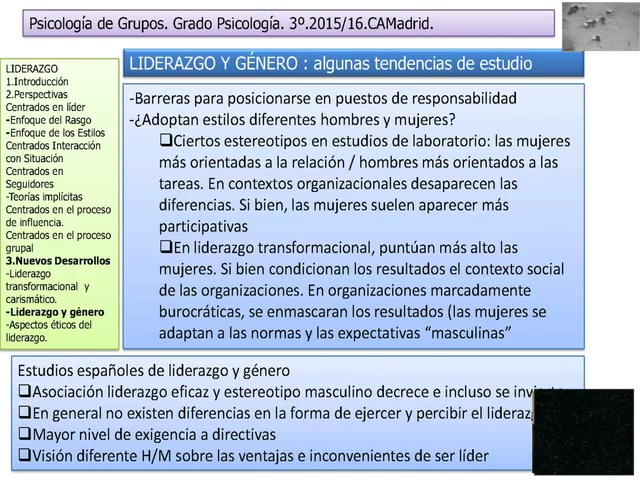 Psicología de Grupos. Grado Psicología. 3º.2015/16.CAMadrid.
LIDERAZGO
1.Introducción
2.Perspectivas
Centrados en líder
-Enfoque del Rasgo
-Enfoque de los Estilos
Centrados Interacción
con Situación
Centrados en
Seguidores
-Teorías implícitas
Centrados en el proceso
de influencia.
Centrados en el proceso
grupal
3.Nuevos Desarrollos
-Liderazgo
transformacional y
carismático.
-Liderazgo y género
-Aspectos éticos del
liderazgo.
LIDERAZGO Y GÉNERO : algunas tendencias de estudio
-Barreras para posicionarse en puestos de responsabilidad
-¿Adoptan estilos diferentes hombres y mujeres?
❑Ciertos estereotipos en estudios de laboratorio: las mujeres
más orientadas a la relación / hombres más orientados a las
tareas. En contextos organizacionales desaparecen las
diferencias. Si bien, las mujeres suelen aparecer más
participativas
❑En liderazgo transformacional, puntúan más alto las
mujeres. Si bien condicionan los resultados el contexto social
de las organizaciones. En organizaciones marcadamente
burocráticas, se enmascaran los resultados (las mujeres se
adaptan a las normas y las expectativas “masculinas”
Estudios españoles de liderazgo y género
❑Asociación liderazgo eficaz y estereotipo masculino decrece e incluso se
❑En general no existen diferencias en la forma de ejercer y percibir el
❑Mayor nivel de exigencia a directivas
❑Visión diferente H/M sobre las ventajas e inconvenientes de ser líder